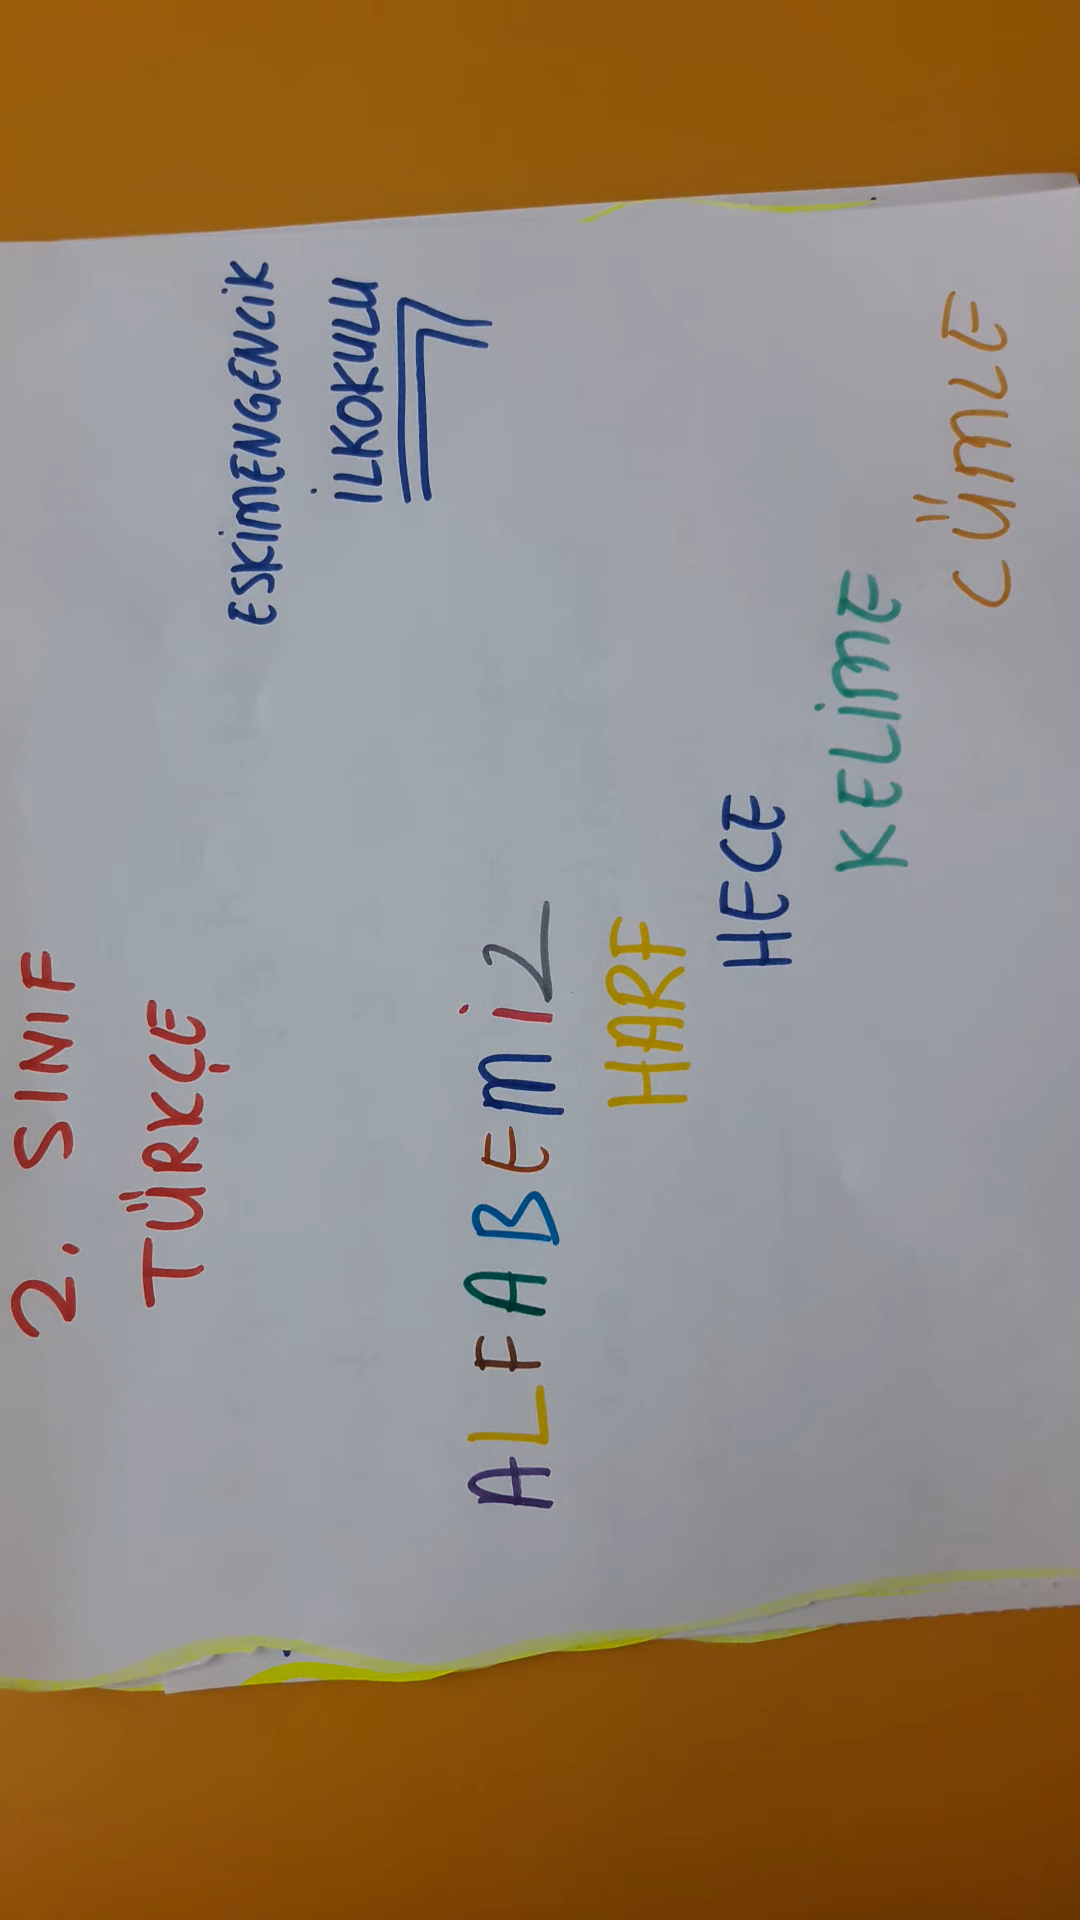 2. SINIF
TÜRKÇE
ESKİMENGENCİK
İLKOKULU
ALFABEMİZ
HARF
HECE
KELİME
CÜMLE